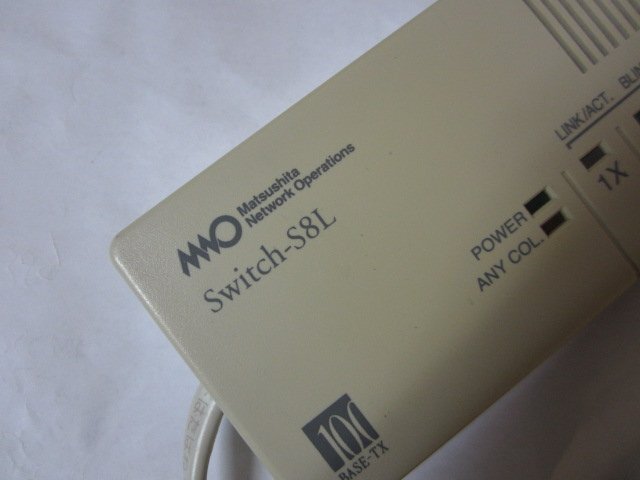 MNO
Matsushita
Network Operations
Switch-S8L
LINK/ACT.
1X
POWER
ANY COL.
100
BASE-TX